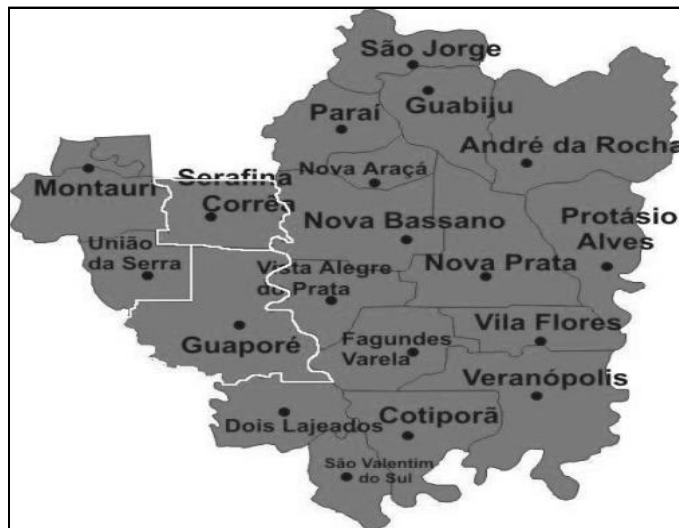 São Jorge
Guabiju
Paraí
André da Rocha
Nova Araçá
Montauri
Serafina
Corrêa
Nova Bassano
Protásio
Alves
União
da Serra
Vista Alegre
do Prata
Nova Prata
Guaporé
Fagundes
Varela
Vila Flores
Veranópolis
Dois Lajeados
Cotiporã
São Valentim
do Sul